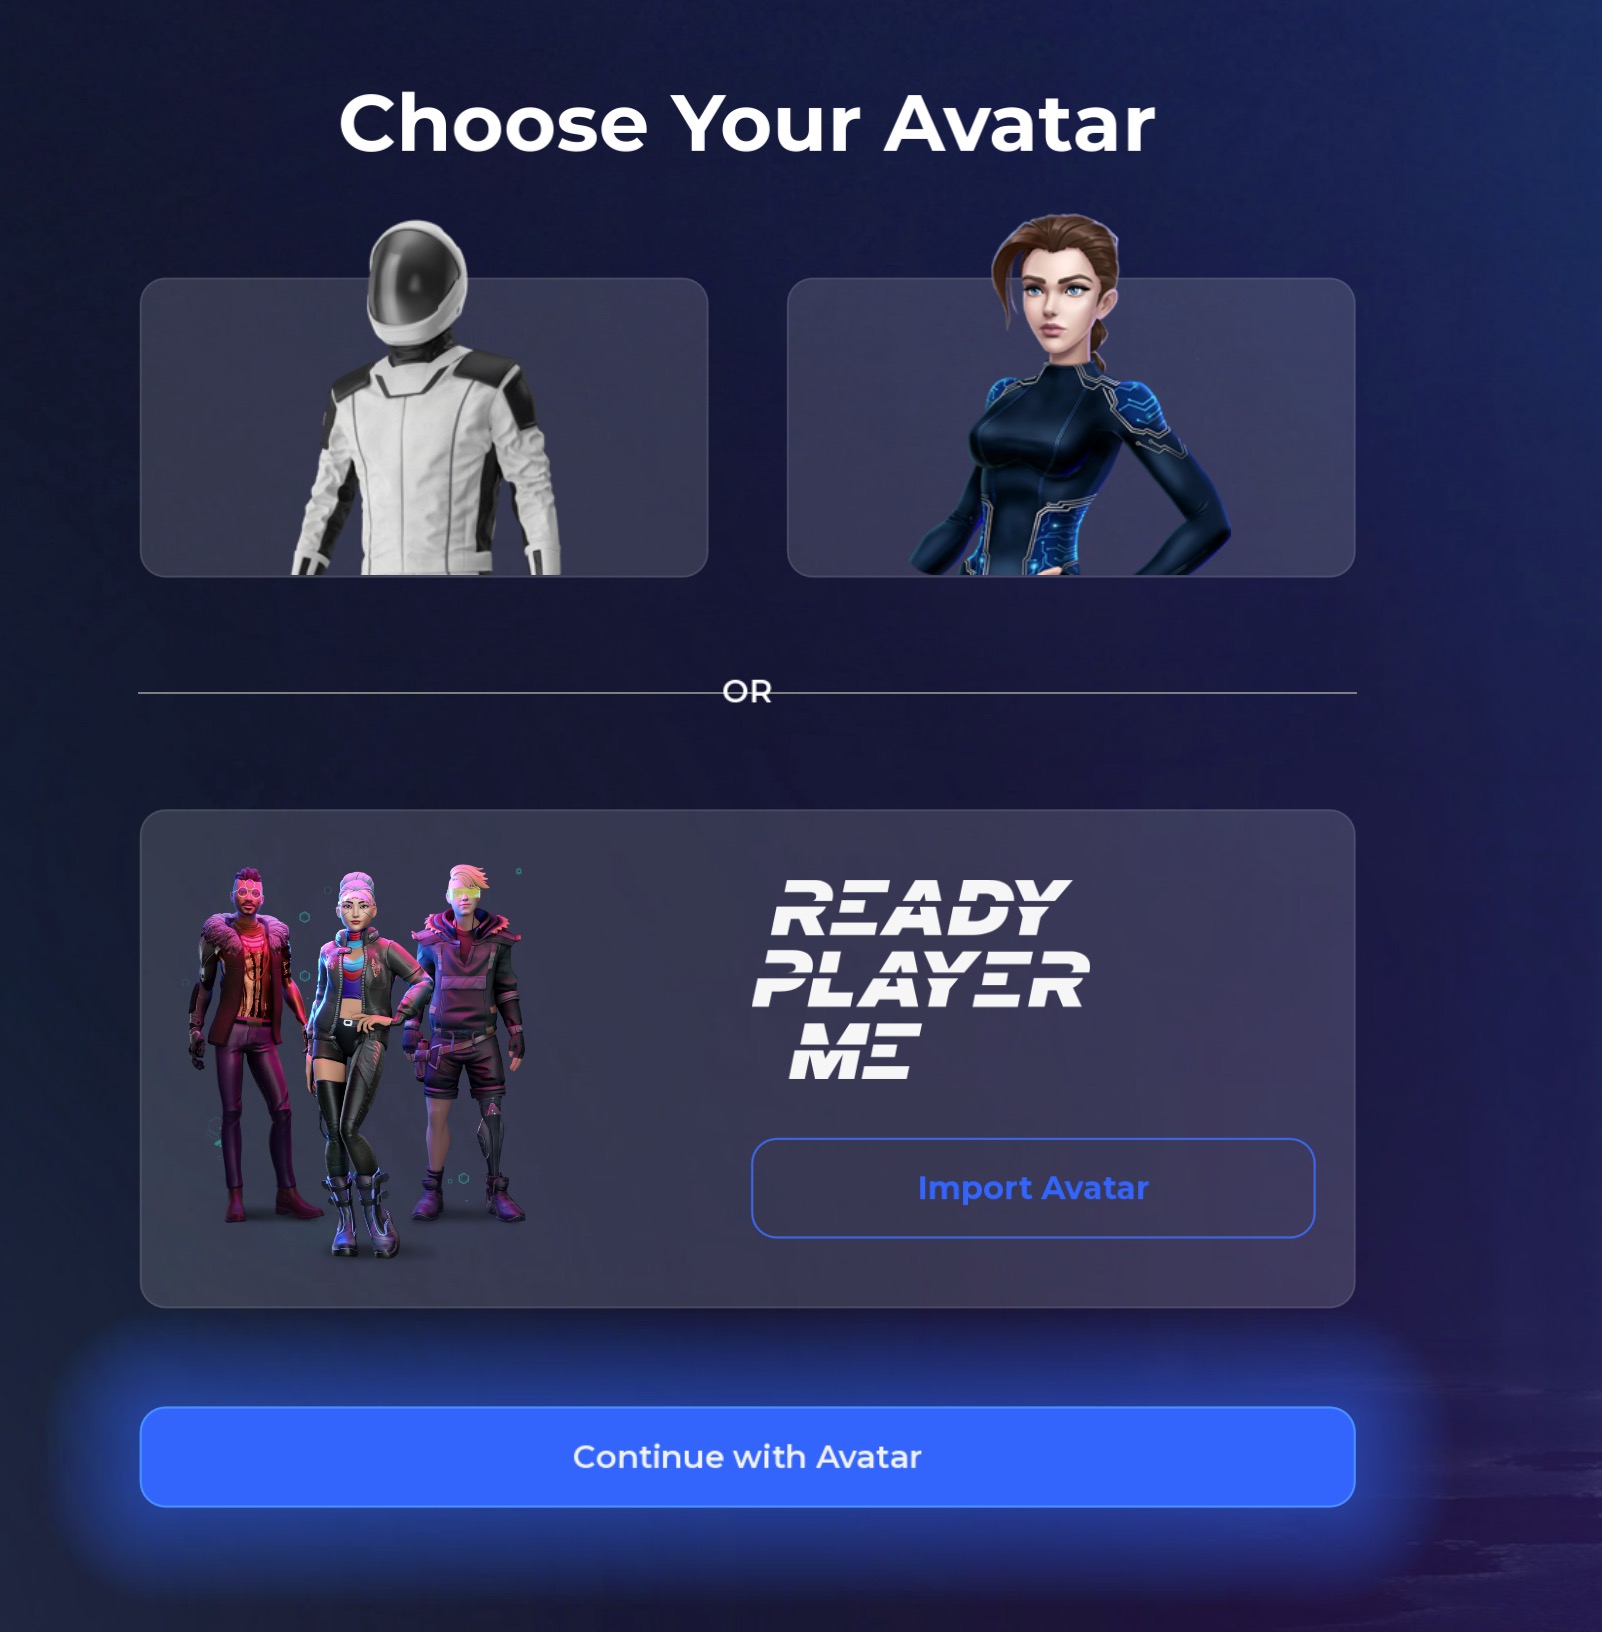 Choose Your Avatar
OR
READY
PLAYER
ME
Import Avatar
Continue with Avatar